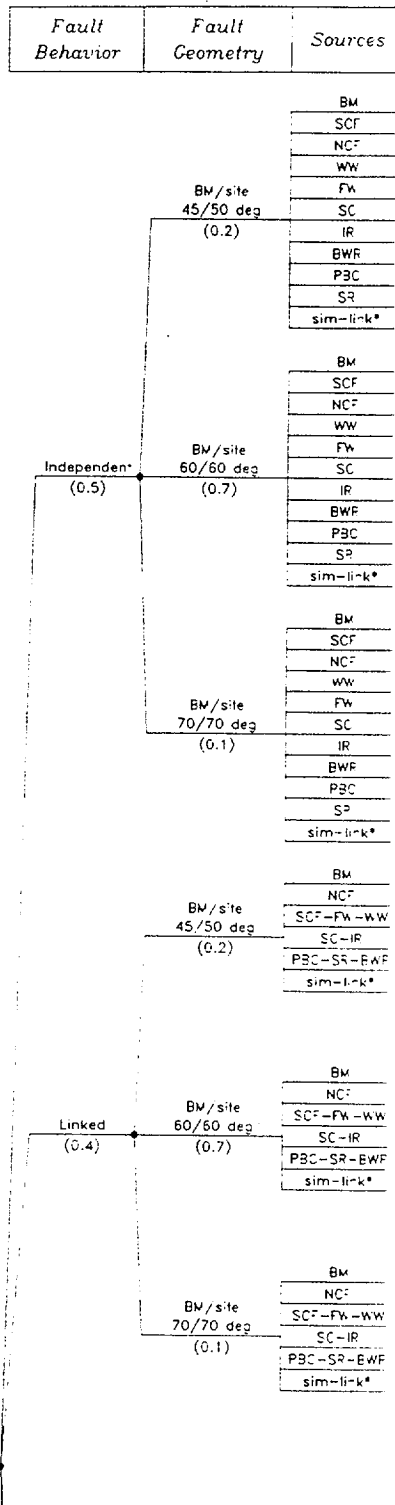 Fault Behavior
Fault Geometry
Sources
BM
SCF
NCF
WW
FW
BM/site
45/50 deg
(0.2)
SC
IR
BWR
PBC
SR
sim-link*
BM
SCF
NCF
WW
FW
Independent
(0.5)
BM/site
60/60 deg
(0.7)
SC
IR
BWR
PBC
SR
sim-link*
BM
SCF
NCF
WW
FW
BM/site
70/70 deg
(0.1)
SC
IR
BWR
PBC
SR
sim-link*
BM
NCF
BM/site
45/50 deg
(0.2)
SCF-FW-WW
SC-IR
PBC-SR-BWR
sim-link*
BM
NCF
Linked
(0.4)
BM/site
60/60 deg
(0.7)
SCF-FW-WW
SC-IR
PBC-SR-BWR
sim-link*
BM
NCF
BM/site
70/70 deg
(0.1)
SCF-FW-WW
SC-IR
PBC-SR-BWR
sim-link*